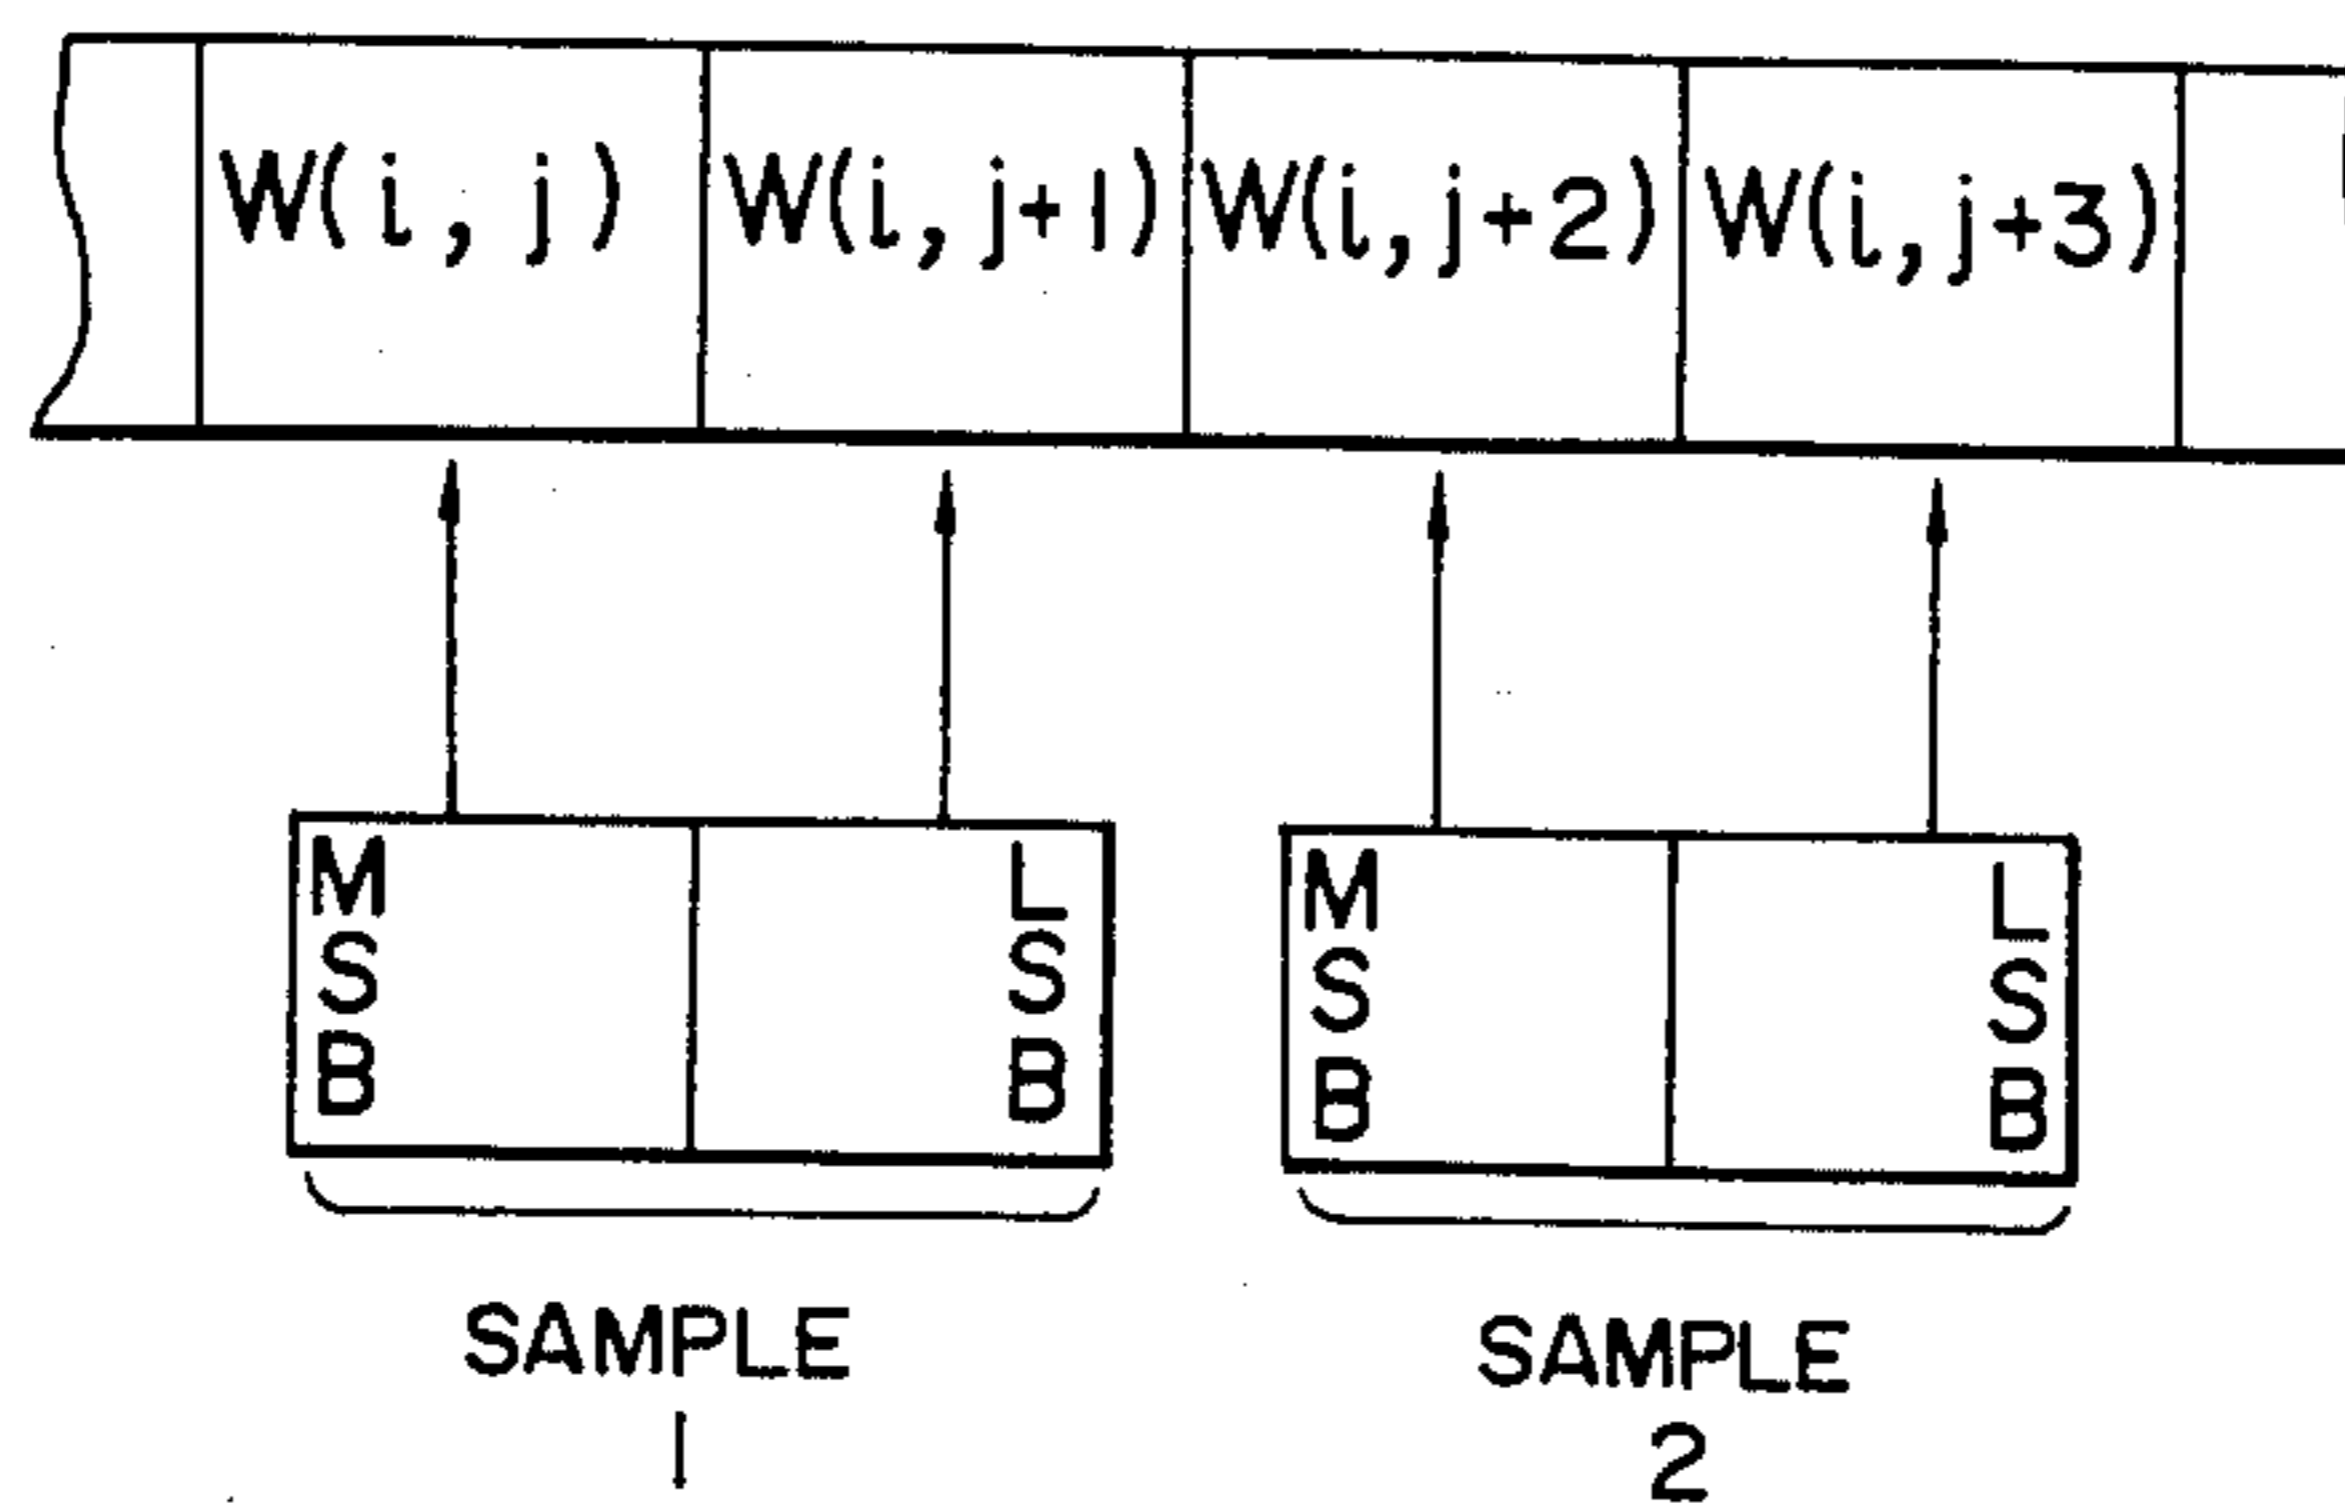 W(i, j) W(i, j+1) W(i, j+2) W(i, j+3)
MSB LSB MSB LSB
SAMPLE 1 SAMPLE 2